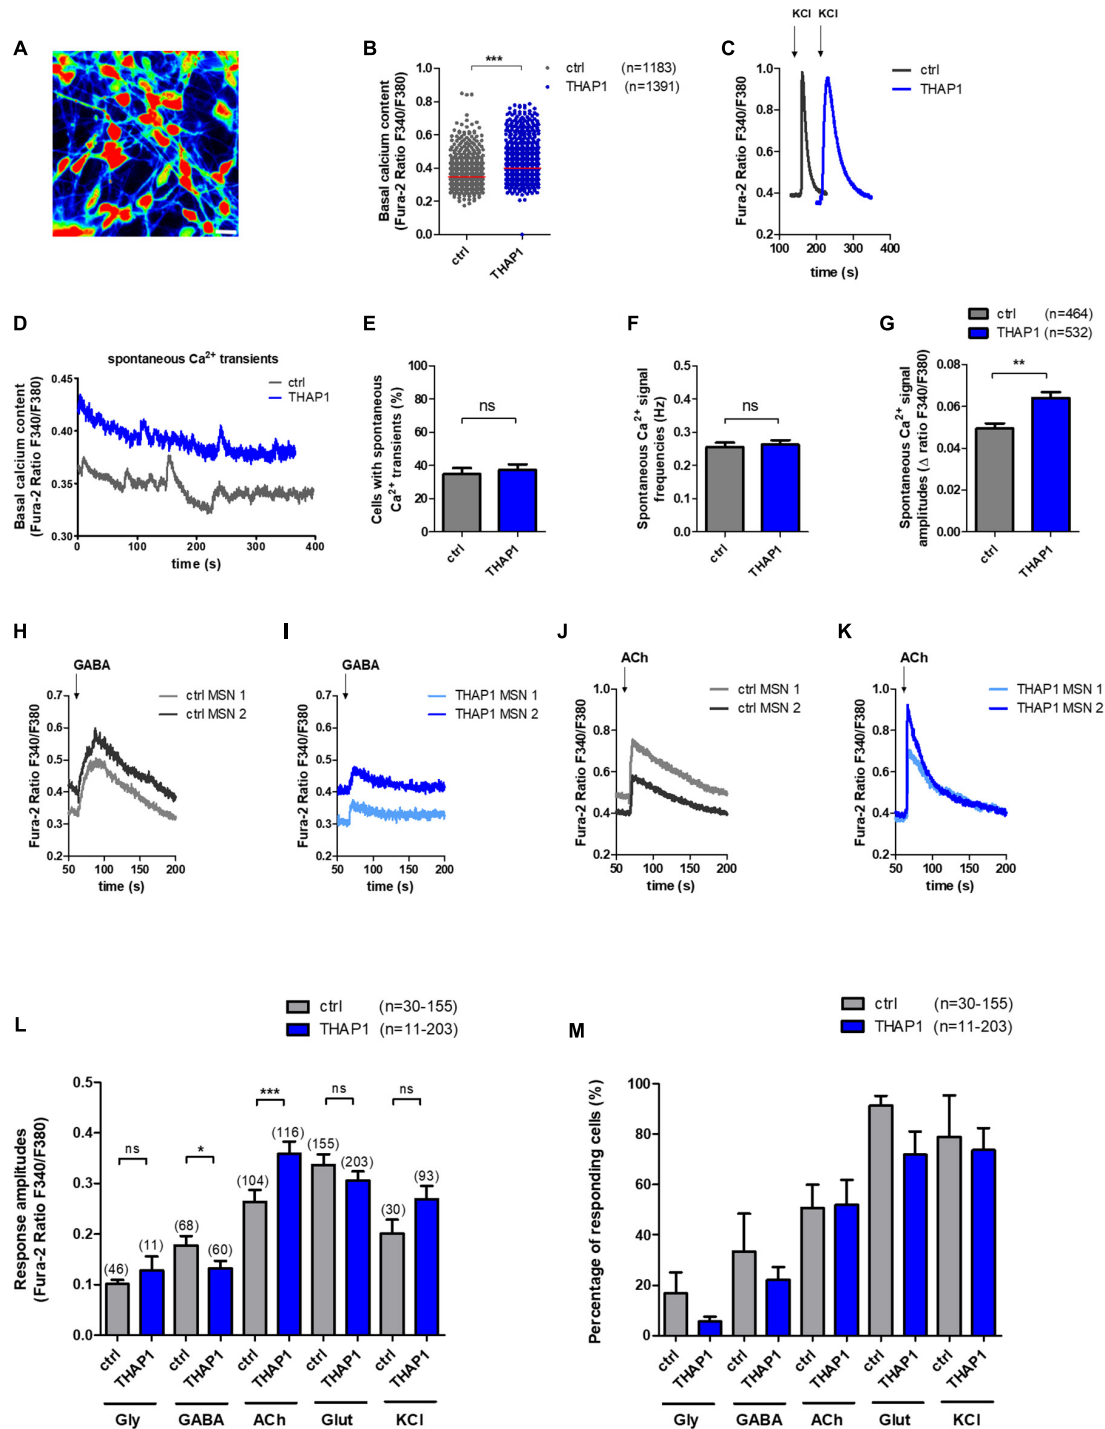 A
B
Basal calcium content
(Fura-2 Ratio F340/F380)
1.0
0.8
0.6
0.4
0.2
0.0
***
ctrl (n=1183)
THAP1 (n=1391)
ctrl
THAP1
C
KCl KCl
Fura-2 Ratio F340/F380
1.0
0.8
0.6
0.4
0.2
100 200 300 400
time (s)
ctrl
THAP1
D
spontaneous Ca2+ transients
Basal calcium content
(Fura-2 Ratio F340/F380)
0.45
0.40
0.35
0.30
0 100 200 300 400
time (s)
ctrl
THAP1
E
Cells with spontaneous
Ca2+ transients (%)
100
80
60
40
20
0
ns
ctrl
THAP1
F
Spontaneous Ca2+ signal
frequencies (Hz)
0.5
0.4
0.3
0.2
0.1
0.0
ns
ctrl
THAP1
G
ctrl (n=464)
THAP1 (n=532)
Spontaneous Ca2+ signal
amplitudes (Δ ratio F340/F380)
0.08
0.06
0.04
0.02
0.00
**
ctrl
THAP1
H
GABA
Fura-2 Ratio F340/F380
0.7
0.6
0.5
0.4
0.3
0.2
50 100 150 200
time (s)
ctrl MSN 1
ctrl MSN 2
I
GABA
Fura-2 Ratio F340/F380
0.7
0.6
0.5
0.4
0.3
0.2
50 100 150 200
time (s)
THAP1 MSN 1
THAP1 MSN 2
J
ACh
Fura-2 Ratio F340/F380
1.0
0.8
0.6
0.4
0.2
50 100 150 200
time (s)
ctrl MSN 1
ctrl MSN 2
K
ACh
Fura-2 Ratio F340/F380
1.0
0.8
0.6
0.4
0.2
50 100 150 200
time (s)
THAP1 MSN 1
THAP1 MSN 2
L
ctrl (n=30-155)
THAP1 (n=11-203)
Response amplitudes
(Fura-2 Ratio F340/F380)
0.5
0.4
0.3
0.2
0.1
0.0
ns * *** ns ns
(46) (11) (68) (60) (104) (116) (155) (203) (30) (93)
ctrl THAP1 ctrl THAP1 ctrl THAP1 ctrl THAP1 ctrl THAP1
Gly GABA ACh Glut KCl
M
ctrl (n=30-155)
THAP1 (n=11-203)
Percentage of responding cells (%)
100
80
60
40
20
0
ctrl THAP1 ctrl THAP1 ctrl THAP1 ctrl THAP1 ctrl THAP1
Gly GABA ACh Glut KCl